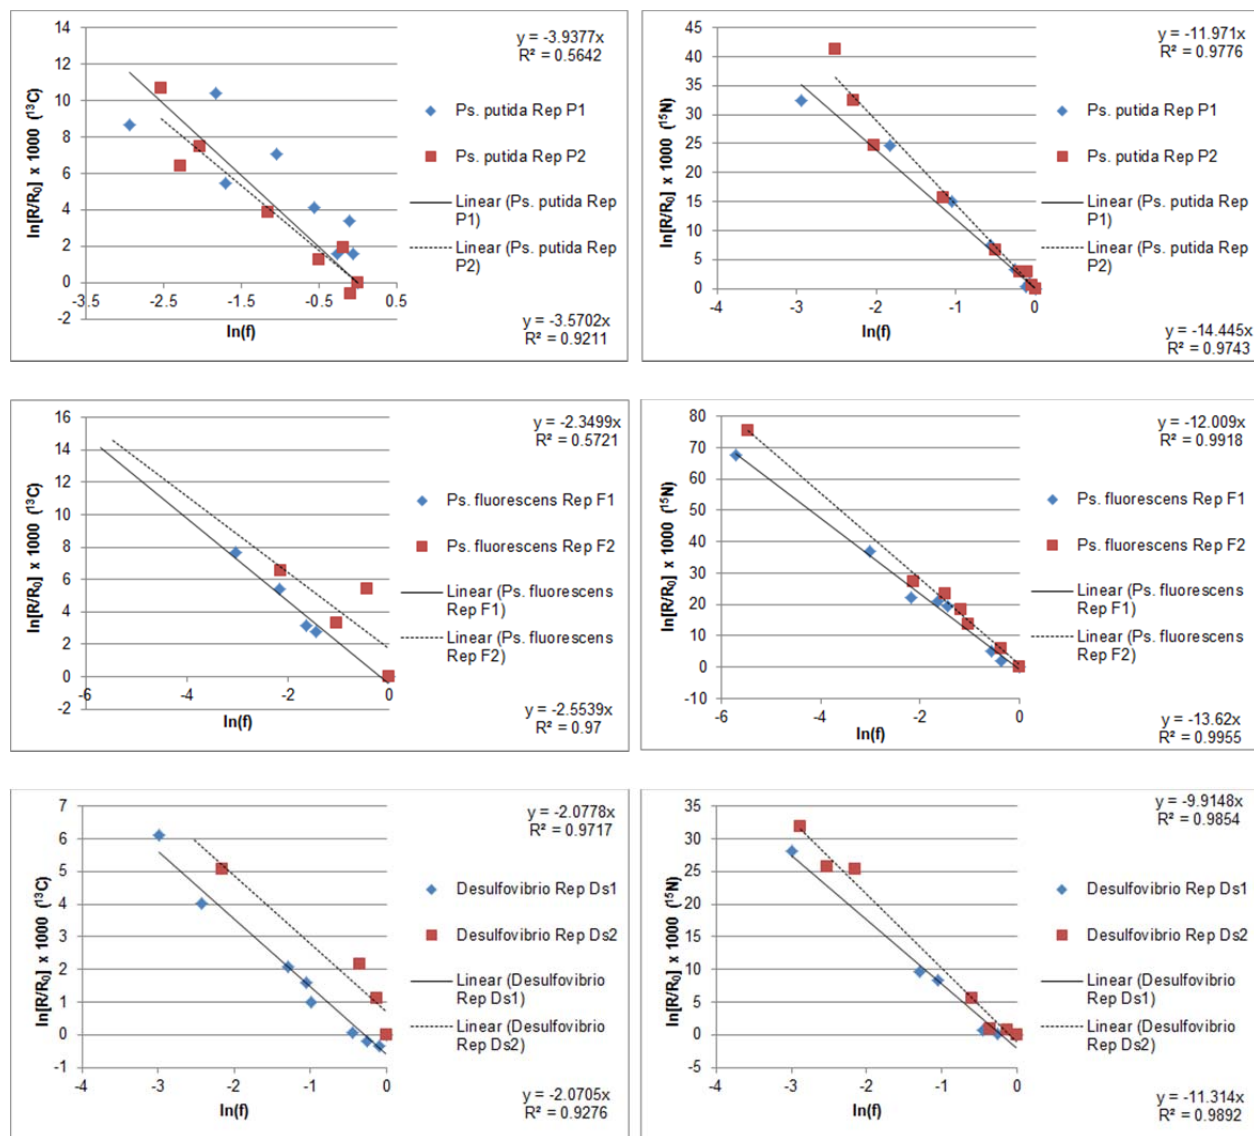 14
12
10
8
6
4
2
0
-2
-3.5
-2.5
-1.5
-0.5
0.5
ln[R/R₀] x 1000 (¹³C)
ln(f)
y = -3.9377x
R² = 0.5642
Ps. putida Rep P1
Ps. putida Rep P2
Linear (Ps. putida Rep
P1)
Linear (Ps. putida Rep
P2)
y = -3.5702x
R² = 0.9211
45
40
35
30
25
20
15
10
5
0
-4
-3
-2
-1
0
ln[R/R₀] x 1000 (¹⁵N)
ln(f)
y = -11.971x
R² = 0.9776
Ps. putida Rep P1
Ps. putida Rep P2
Linear (Ps. putida Rep
P1)
Linear (Ps. putida Rep
P2)
y = -14.445x
R² = 0.9743
16
14
12
10
8
6
4
2
0
-2
-6
-4
-2
0
ln[R/R₀] x 1000 (¹³C)
ln(f)
y = -2.3499x
R² = 0.5721
Ps. fluorescens Rep F1
Ps. fluorescens Rep F2
Linear (Ps. fluorescens
Rep F1)
Linear (Ps. fluorescens
Rep F2)
y = -2.5539x
R² = 0.97
80
70
60
50
40
30
20
10
0
-10
-6
-4
-2
0
ln[R/R₀] x 1000 (¹⁵N)
ln(f)
y = -12.009x
R² = 0.9918
Ps. fluorescens Rep F1
Ps. fluorescens Rep F2
Linear (Ps. fluorescens
Rep F1)
Linear (Ps. fluorescens
Rep F2)
y = -13.62x
R² = 0.9955
7
6
5
4
3
2
1
0
-1
-4
-3
-2
-1
0
ln[R/R₀] x 1000 (¹³C)
ln(f)
y = -2.0778x
R² = 0.9717
Desulfovibrio Rep Ds1
Desulfovibrio Rep Ds2
Linear (Desulfovibrio
Rep Ds1)
Linear (Desulfovibrio
Rep Ds2)
y = -2.0705x
R² = 0.9276
35
30
25
20
15
10
5
0
-5
-4
-3
-2
-1
0
ln[R/R₀] x 1000 (¹⁵N)
ln(f)
y = -9.9148x
R² = 0.9854
Desulfovibrio Rep Ds1
Desulfovibrio Rep Ds2
Linear (Desulfovibrio
Rep Ds1)
Linear (Desulfovibrio
Rep Ds2)
y = -11.314x
R² = 0.9892